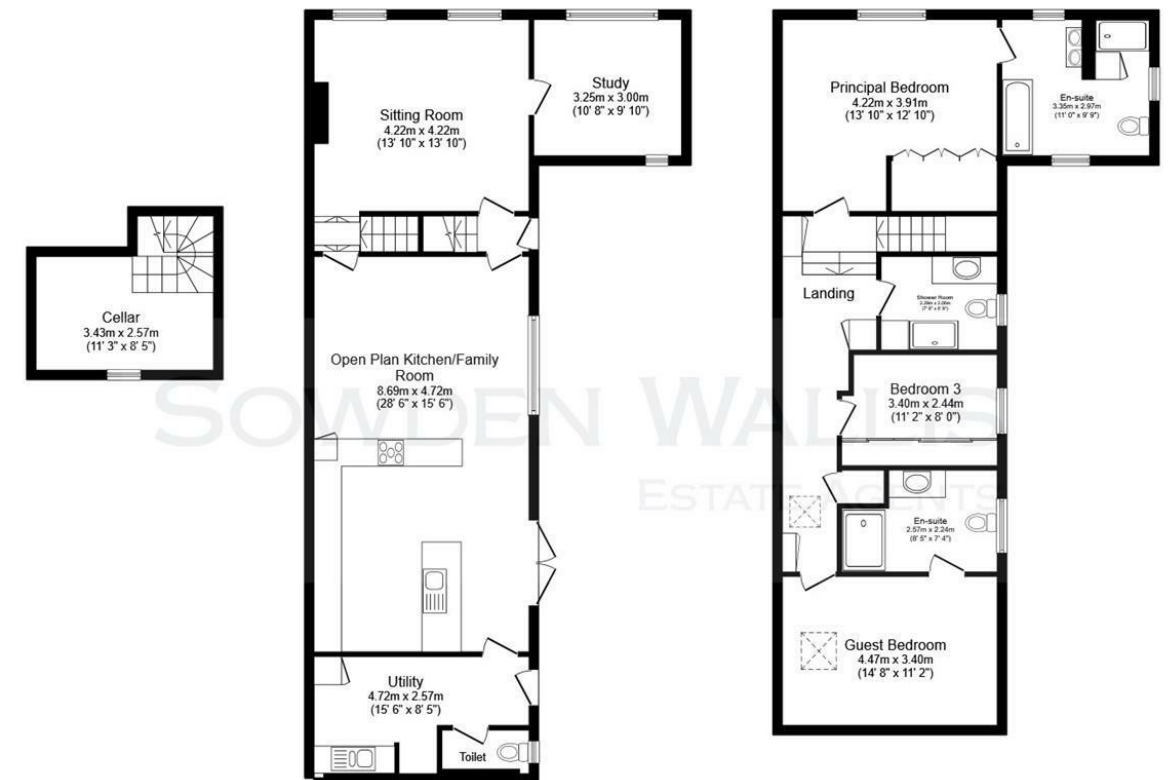 Cellar
3.43m x 2.57m
(11' 3" x 8' 5")
Sitting Room
4.22m x 4.22m
(13' 10" x 13' 10")
Study
3.25m x 3.00m
(10' 8" x 9' 10")
Open Plan Kitchen/Family
Room
8.69m x 4.72m
(28' 6" x 15' 6")
Utility
4.72m x 2.57m
(15' 6" x 8' 5")
Toilet
Principal Bedroom
4.22m x 3.91m
(13' 10" x 12' 10")
En-suite
3.35m x 2.97m
(11' 0" x 9' 9")
Landing
Shower Room
Bedroom 3
3.40m x 2.44m
(11' 2" x 8' 0")
En-suite
2.57m x 2.24m
(8' 5" x 7' 4")
Guest Bedroom
4.47m x 3.40m
(14' 8" x 11' 2")
SOWDEN WALLIS
ESTATE AGENTS